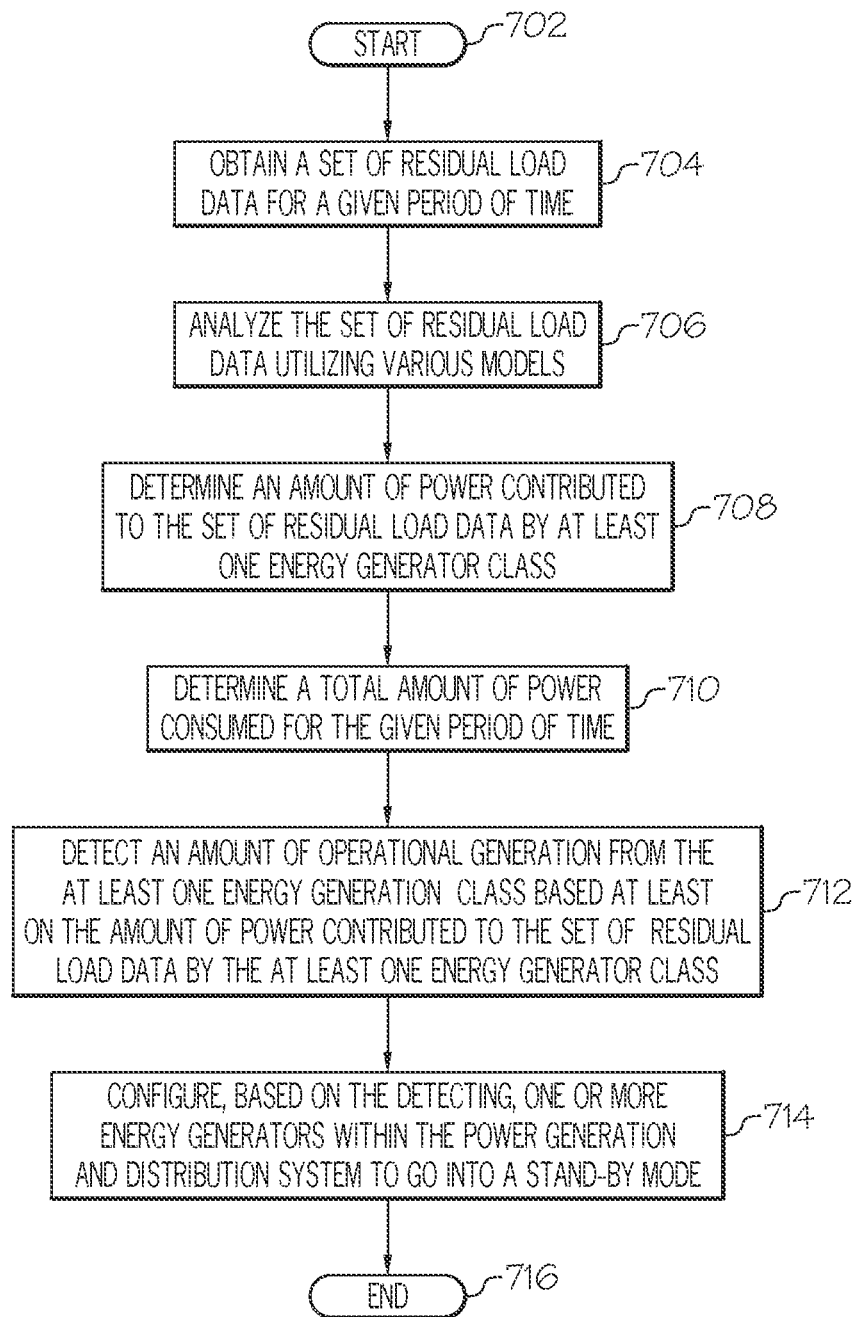 START
702
OBTAIN A SET OF RESIDUAL LOAD
DATA FOR A GIVEN PERIOD OF TIME
704
ANALYZE THE SET OF RESIDUAL LOAD
DATA UTILIZING VARIOUS MODELS
706
DETERMINE AN AMOUNT OF POWER CONTRIBUTED
TO THE SET OF RESIDUAL LOAD DATA BY AT LEAST
ONE ENERGY GENERATOR CLASS
708
DETERMINE A TOTAL AMOUNT OF POWER
CONSUMED FOR THE GIVEN PERIOD OF TIME
710
DETECT AN AMOUNT OF OPERATIONAL GENERATION FROM THE
AT LEAST ONE ENERGY GENERATION CLASS BASED AT LEAST
ON THE AMOUNT OF POWER CONTRIBUTED TO THE SET OF RESIDUAL
LOAD DATA BY THE AT LEAST ONE ENERGY GENERATOR CLASS
712
CONFIGURE, BASED ON THE DETECTING, ONE OR MORE
ENERGY GENERATORS WITHIN THE POWER GENERATION
AND DISTRIBUTION SYSTEM TO GO INTO A STAND-BY MODE
714
END
716